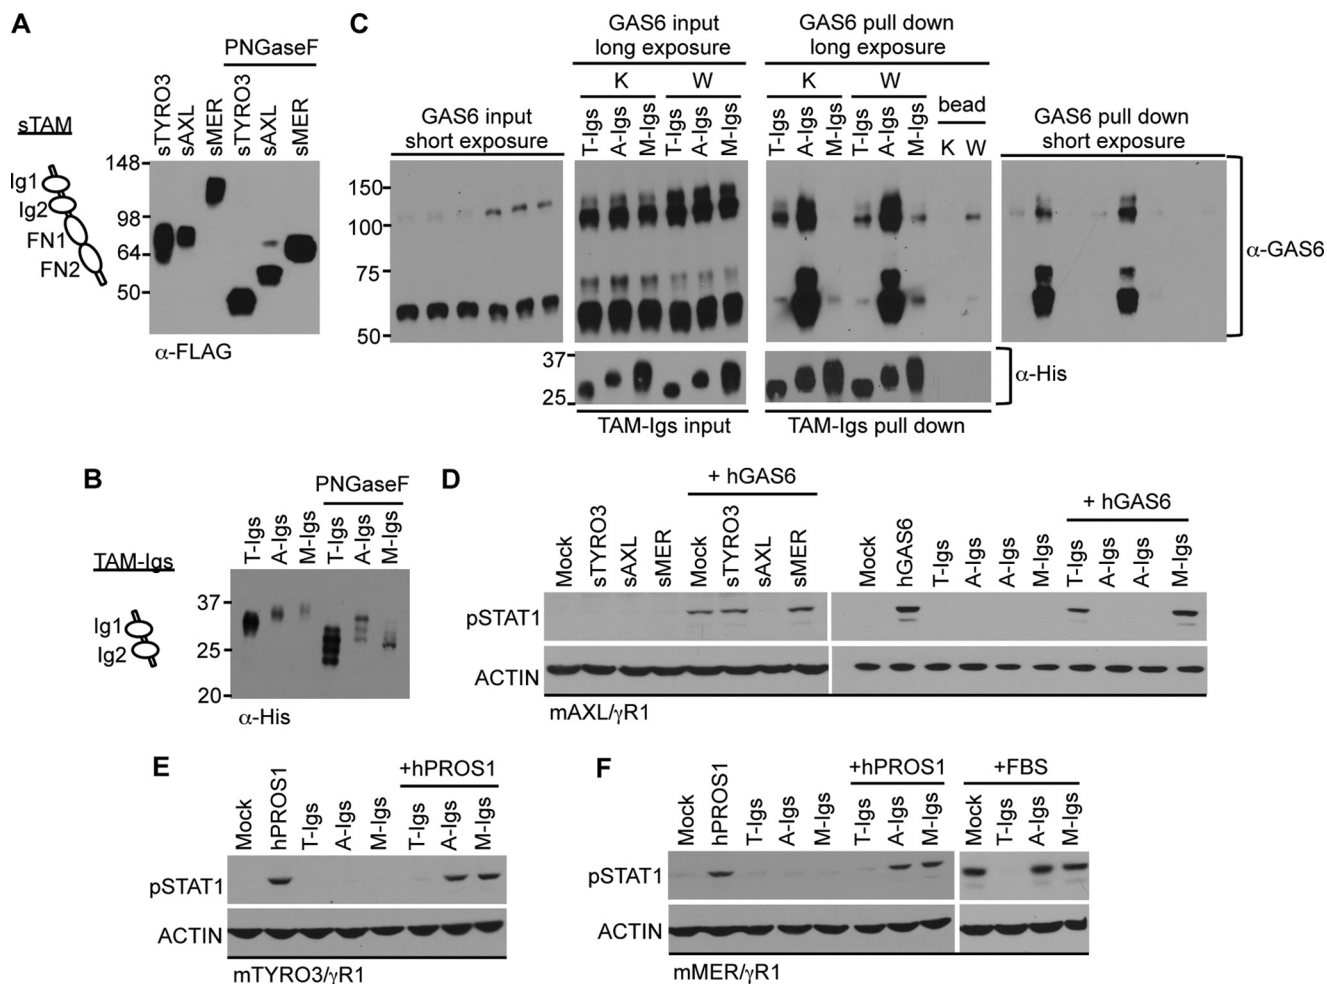 A
PNGaseF
sTYRO3
sAXL
sMER
sTYRO3
sAXL
sMER
sTAM
Ig1
Ig2
FN1
FN2
148
98
64
50
α-FLAG
C
GAS6 input
short exposure
GAS6 input
long exposure
K W
T-Igs
A-Igs
M-Igs
T-Igs
A-Igs
M-Igs
GAS6 pull down
long exposure
K W
T-Igs
A-Igs
M-Igs
T-Igs
A-Igs
M-Igs
bead
K W
GAS6 pull down
short exposure
150
100
75
50
α-GAS6
37
25
α-His
TAM-Igs input
TAM-Igs pull down
B
PNGaseF
T-Igs
A-Igs
M-Igs
T-Igs
A-Igs
M-Igs
TAM-Igs
Ig1
Ig2
37
25
20
α-His
D
+ hGAS6
Mock
sTYRO3
sAXL
sMER
Mock
sTYRO3
sAXL
sMER
+ hGAS6
Mock
hGAS6
T-Igs
A-Igs
A-Igs
M-Igs
T-Igs
A-Igs
A-Igs
M-Igs
pSTAT1
ACTIN
mAXL/γR1
E
+hPROS1
Mock
hPROS1
T-Igs
A-Igs
M-Igs
T-Igs
A-Igs
M-Igs
pSTAT1
ACTIN
mTYRO3/γR1
F
+hPROS1
+FBS
Mock
hPROS1
T-Igs
A-Igs
M-Igs
T-Igs
A-Igs
M-Igs
Mock
T-Igs
A-Igs
M-Igs
pSTAT1
ACTIN
mMER/γR1